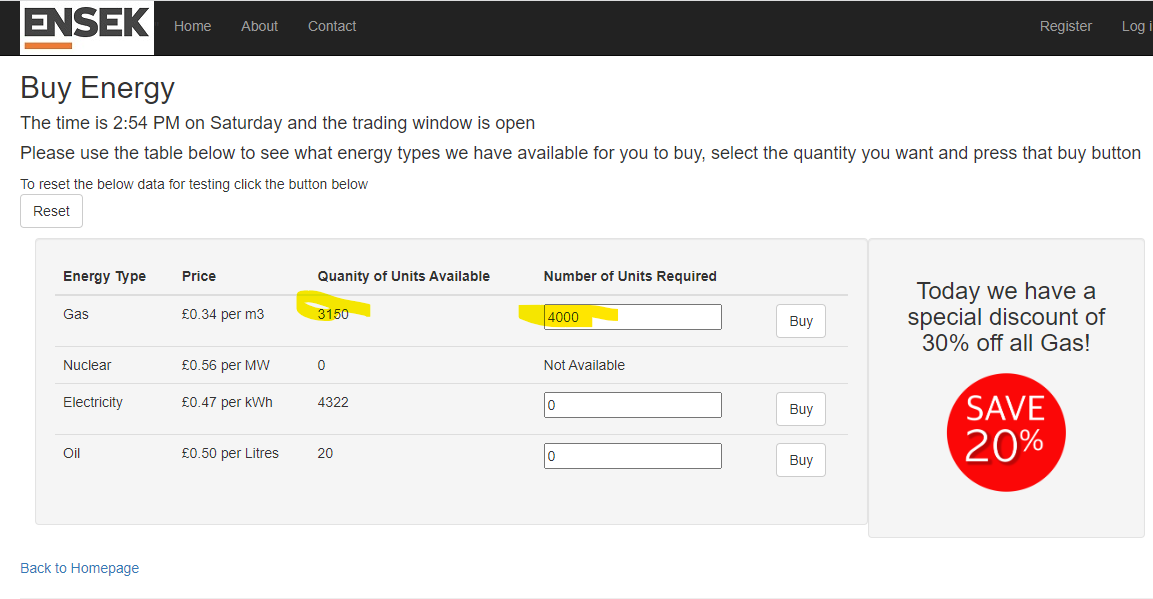 ENSEK Home About Contact Register Log i
Buy Energy
The time is 2:54 PM on Saturday and the trading window is open
Please use the table below to see what energy types we have available for you to buy, select the quantity you want and press that buy button
To reset the below data for testing click the button below
Reset
Energy Type Price Quanity of Units Available Number of Units Required
Gas £0.34 per m3 3150 4000 Buy
Nuclear £0.56 per MW 0 Not Available
Electricity £0.47 per kWh 4322 0 Buy
Oil £0.50 per Litres 20 0 Buy
Today we have a
special discount of
30% off all Gas!
SAVE
20%
Back to Homepage